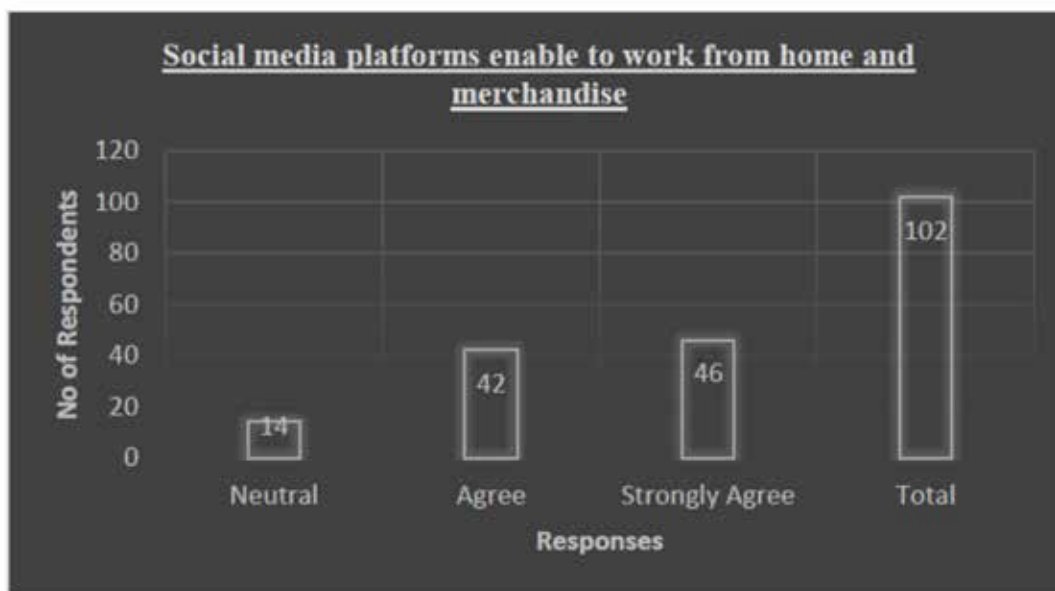 Social media platforms enable to work from home and
merchandise
120
100
80
60
40
20
0
No of Respondents
14
42
46
102
Neutral
Agree
Strongly Agree
Total
Responses